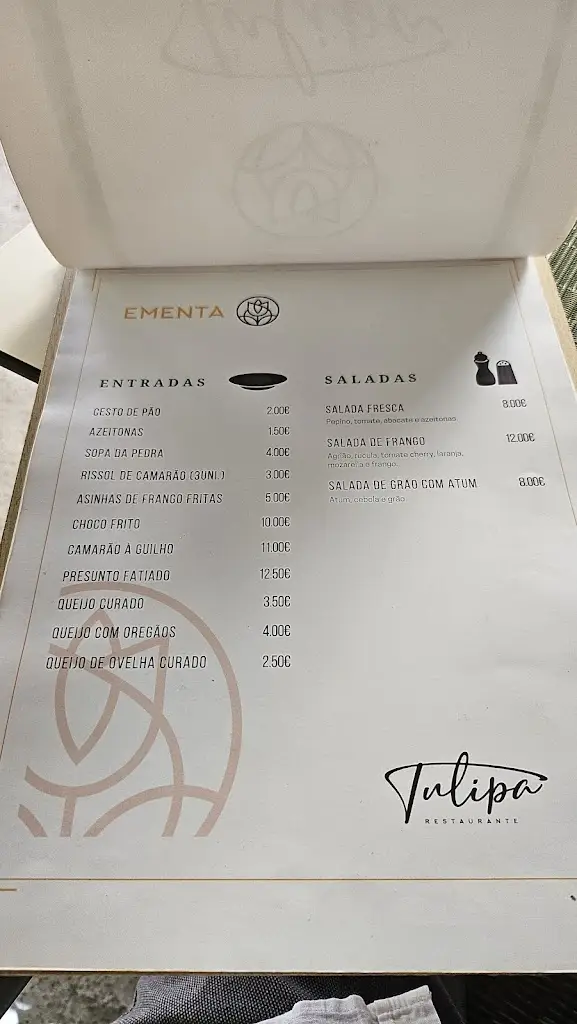 EMENTA
ENTRADAS
CESTO DE PÃO 2.00€
AZEITONAS 1.50€
SOPA DA PEDRA 4.00€
RISSOL DE CAMARÃO (3UNI.) 3.00€
ASINHAS DE FRANGO FRITAS 5.00€
CHOCO FRITO 10.00€
CAMARÃO À GUILHO 11.00€
PRESUNTO FATIADO 12.50€
QUEIJO CURADO 3.50€
QUEIJO COM OREGÃOS 4.00€
QUEIJO DE OVELHA CURADO 2.50€
SALADAS
SALADA FRESCA 8.00€
Pepino, tomate, abacate e azeitonas
SALADA DE FRANGO 12.00€
Agrião, rúcula, tomate cherry, laranja,
mozarela e frango.
SALADA DE GRÃO COM ATUM 8.00€
Atum, cebola e grão.
Tulipa
RESTAURANTE